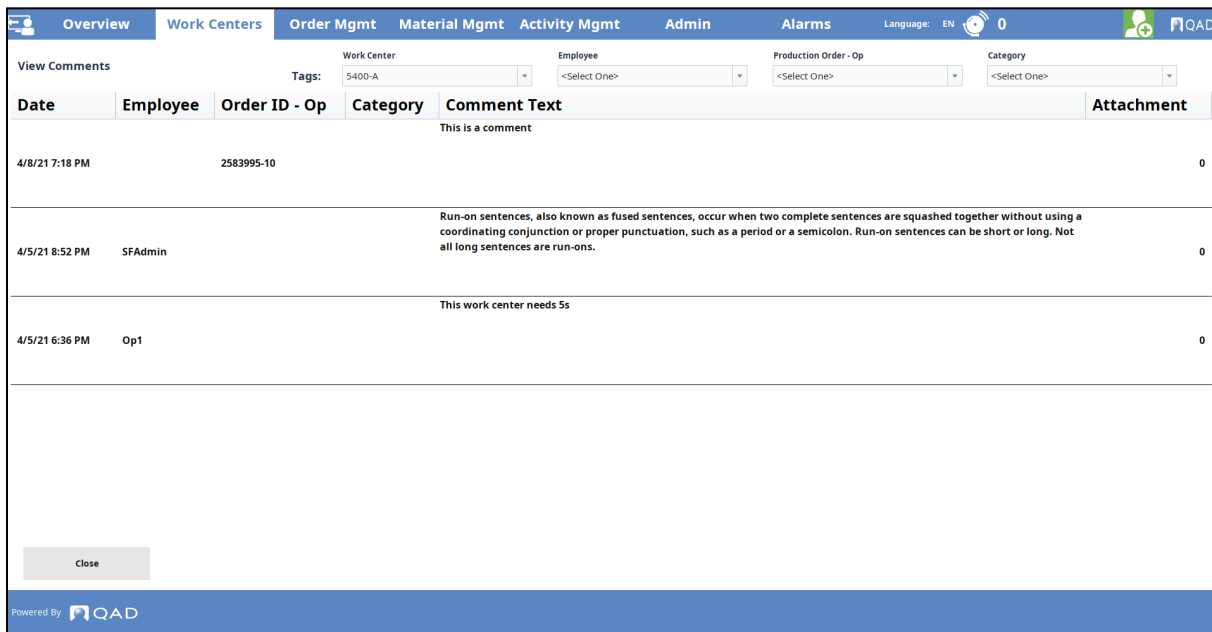 Overview Work Centers Order Mgmt Material Mgmt Activity Mgmt Admin Alarms Language: EN 0 QAD
View Comments
Tags:
Work Center Employee Production Order - Op Category
5400-A <Select One> <Select One> <Select One>
Date Employee Order ID - Op Category Comment Text Attachment
This is a comment
4/8/21 7:18 PM 2583995-10 0
Run-on sentences, also known as fused sentences, occur when two complete sentences are squashed together without using a
coordinating conjunction or proper punctuation, such as a period or a semicolon. Run-on sentences can be short or long. Not
all long sentences are run-ons.
4/5/21 8:52 PM SFAdmin 0
This work center needs 5s
4/5/21 6:36 PM Op1 0
Close
Powered By QAD